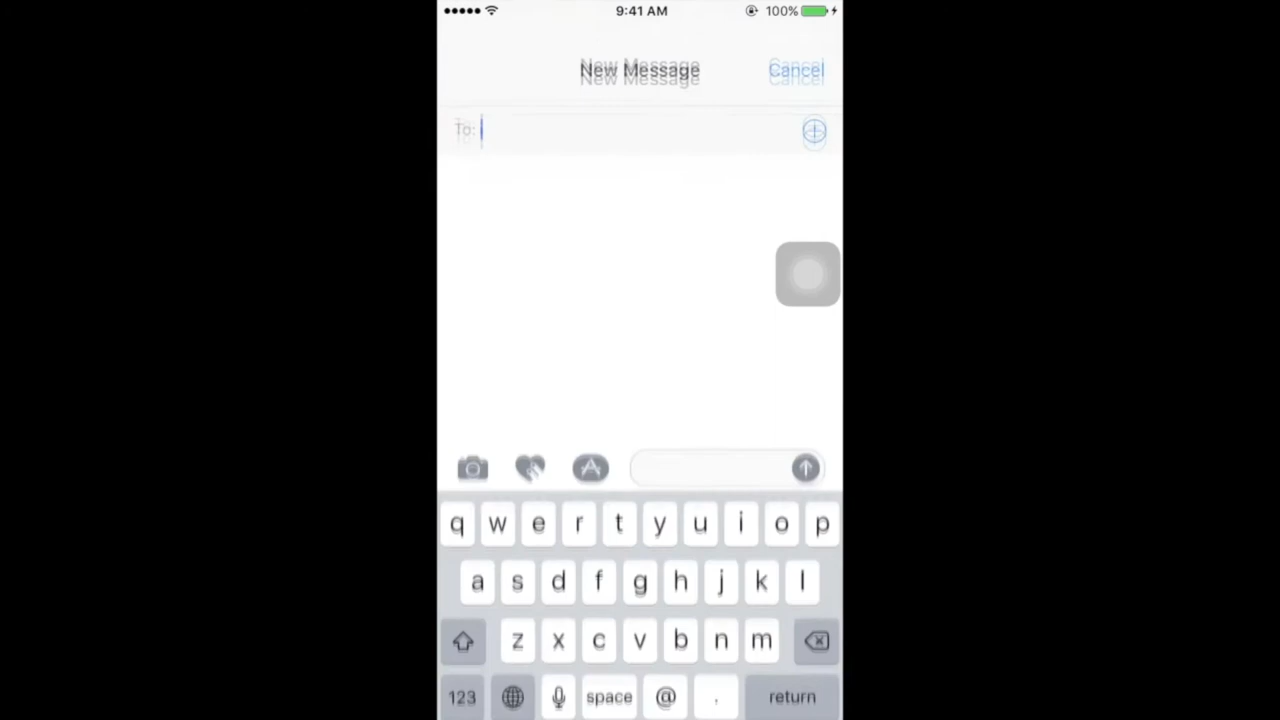 9:41 AM 100%
New Message Cancel
To:
q w e r t y u i o p
a s d f g h j k l
z x c v b n m
123 space @ . return